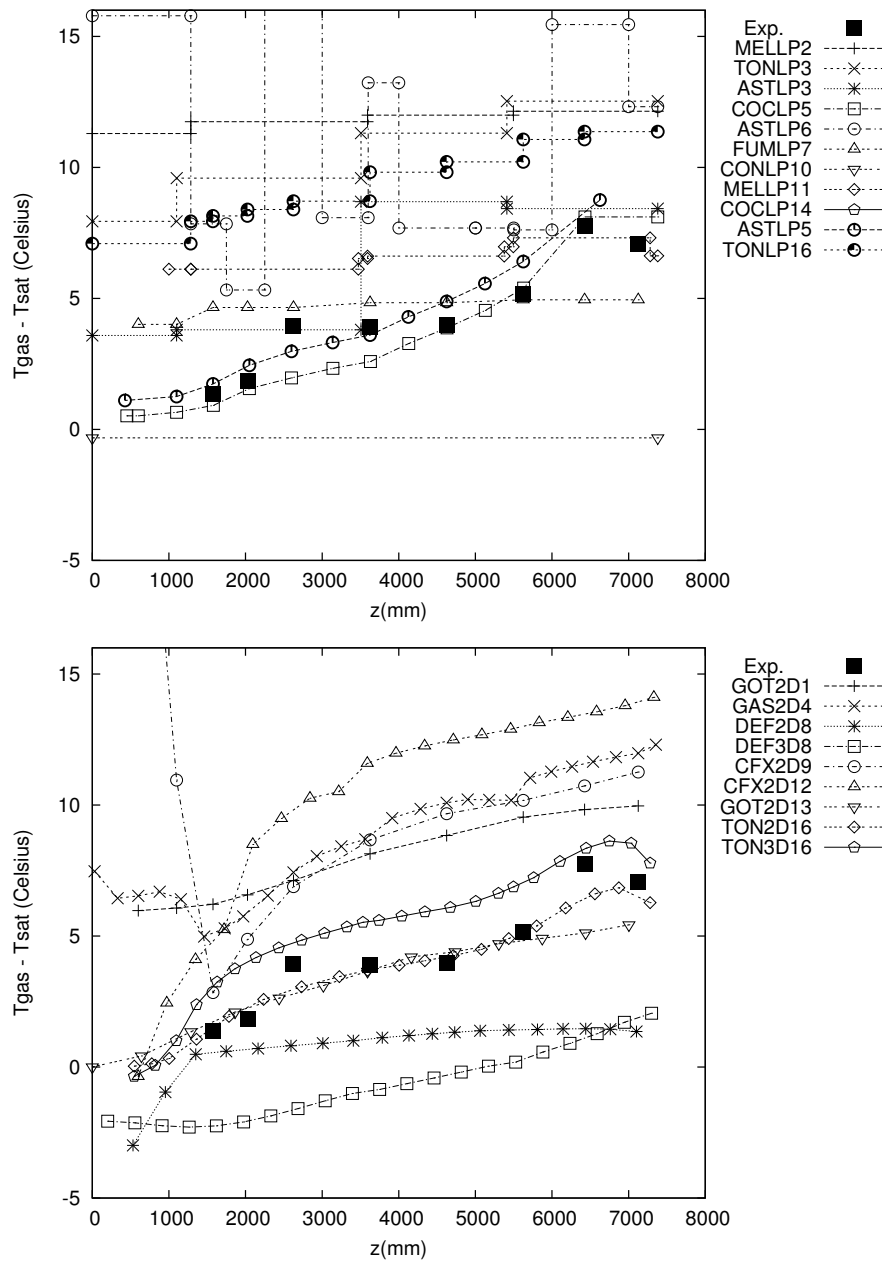 15
10
5
0
-5
Tgas - Tsat (Celsius)
0 1000 2000 3000 4000 5000 6000 7000 8000
z(mm)
Exp.
MELLP2
TONLP3
ASTLP3
COCLP5
ASTLP6
FUMLP7
CONLP10
MELLP11
COCLP14
ASTLP5
TONLP16
15
10
5
0
-5
Tgas - Tsat (Celsius)
0 1000 2000 3000 4000 5000 6000 7000 8000
z(mm)
Exp.
GOT2D1
GAS2D4
DEF2D8
DEF3D8
CFX2D9
CFX2D12
GOT2D13
TON2D16
TON3D16